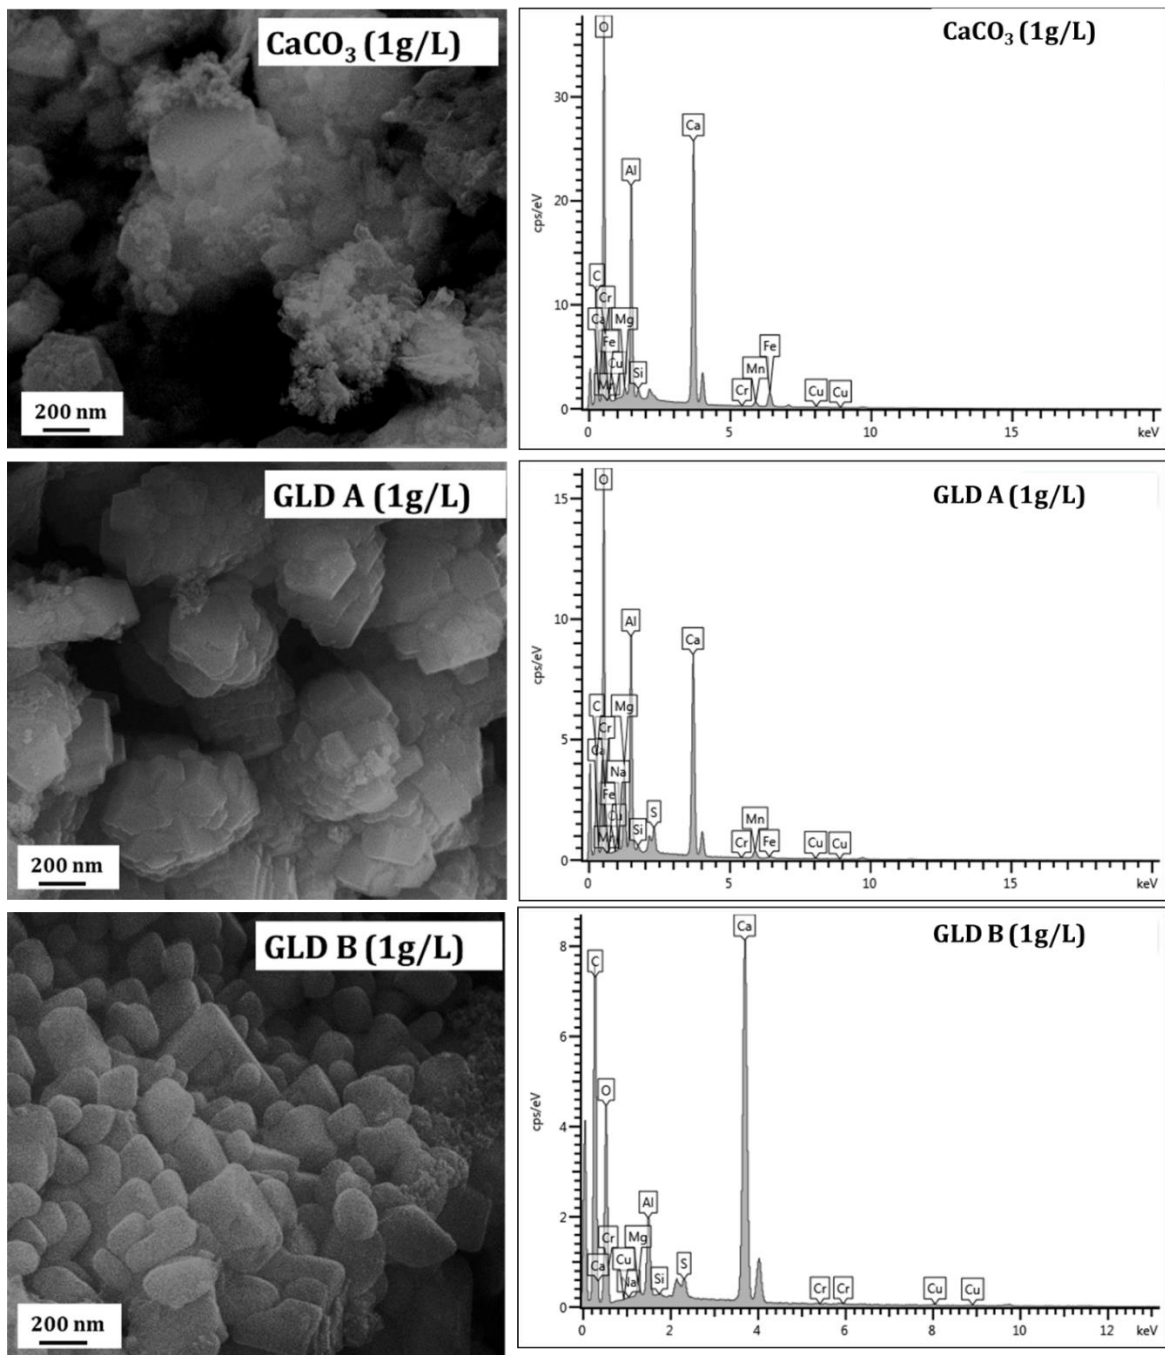 CaCO₃ (1g/L)
200 nm
CaCO₃ (1g/L)
cps/eV
30
20
10
0
O
Ca
Al
C
Cr
Ca
Mg
Fe
Cu
Si
Mn
Fe
Mn
Cr
Cu
Cu
0
5
10
15
keV
GLD A (1g/L)
200 nm
GLD A (1g/L)
cps/eV
15
10
5
0
O
Al
Ca
C
Mg
Cr
Ca
Na
Fe
Cu
S
Si
Mn
Mn
Cr
Fe
Cu
Cu
0
5
10
15
keV
GLD B (1g/L)
200 nm
GLD B (1g/L)
cps/eV
8
6
4
2
0
Ca
C
O
Al
Cr
Mg
Cu
Ca
Na
Si
S
Cr
Cr
Cu
Cu
0
2
4
6
8
10
12
keV